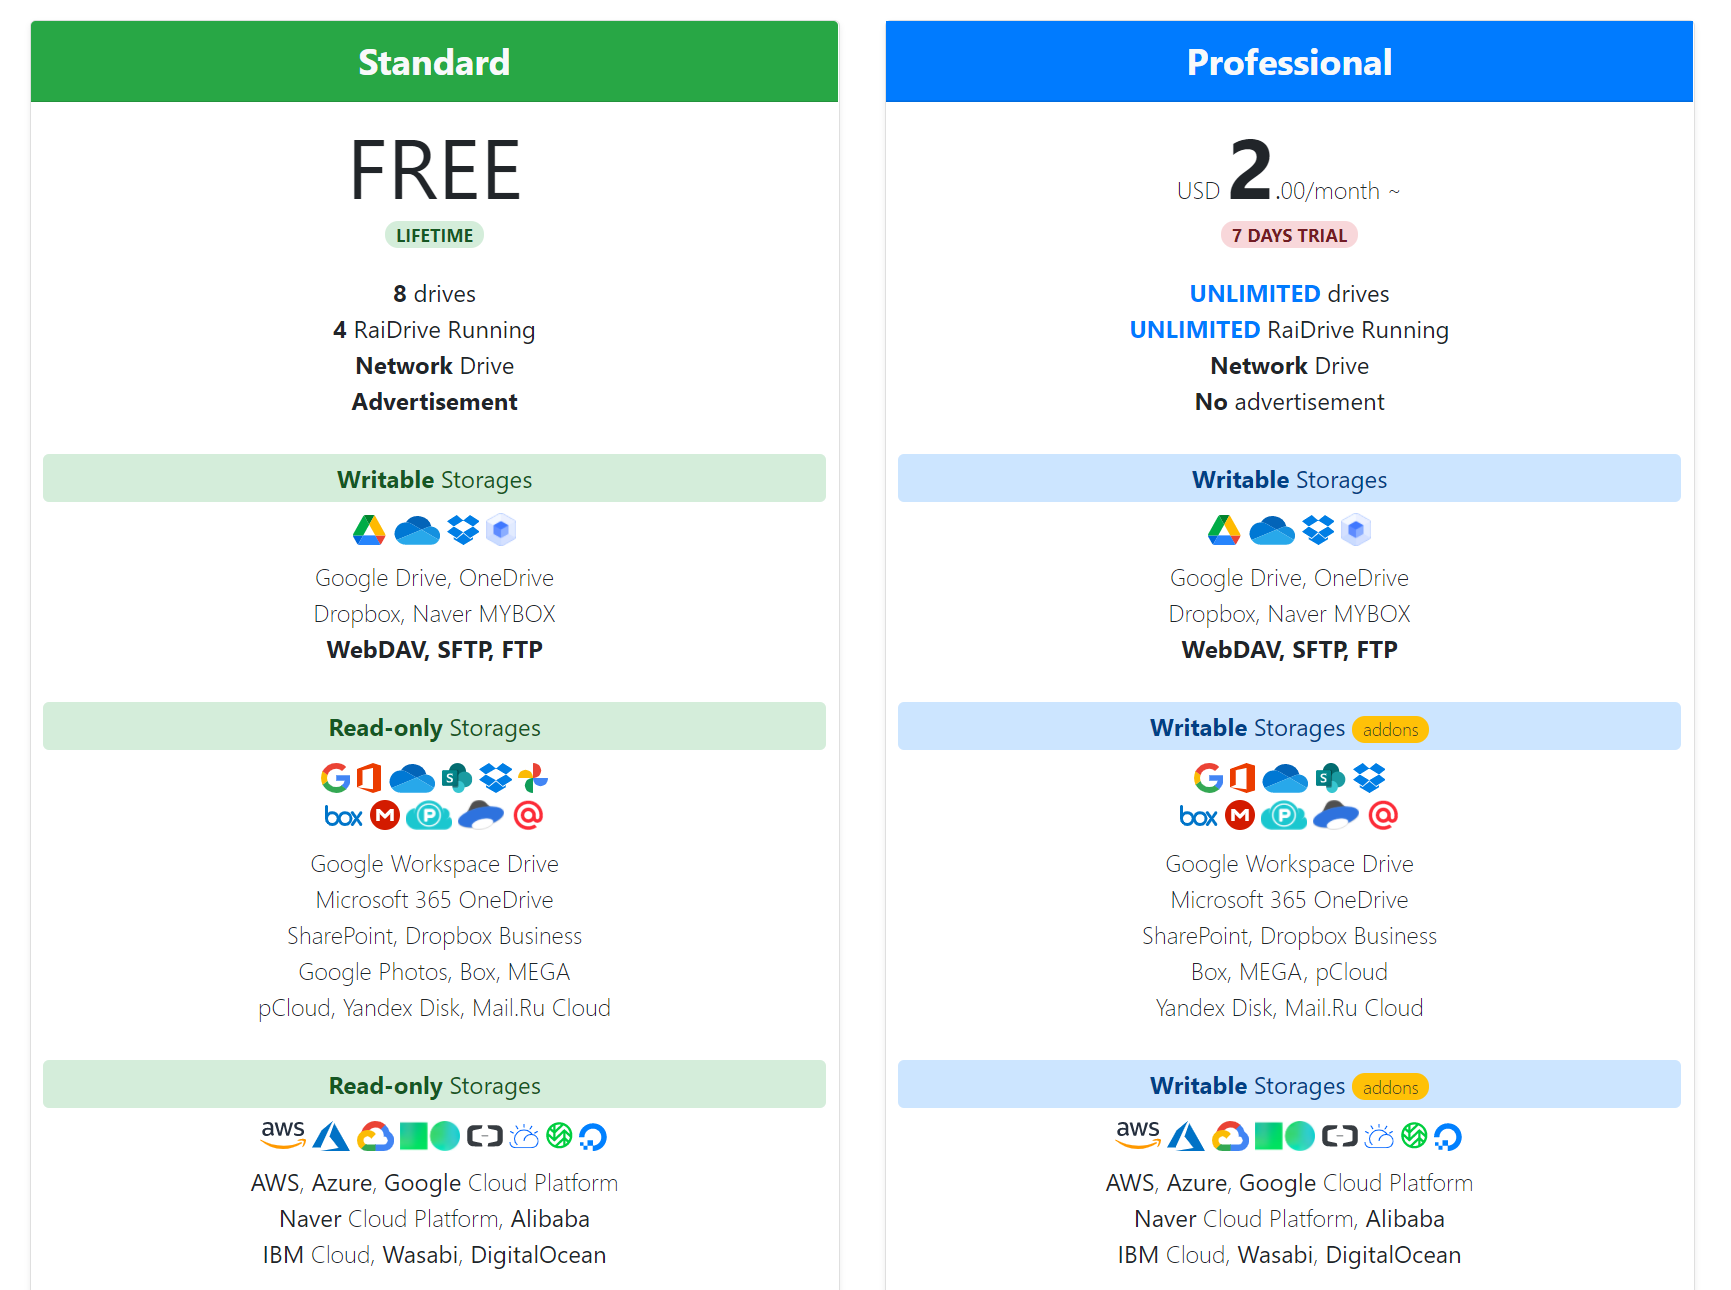 Standard
FREE
LIFETIME
8 drives
4 RaiDrive Running
Network Drive
Advertisement
Writable Storages
Google Drive, OneDrive
Dropbox, Naver MYBOX
WebDAV, SFTP, FTP
Read-only Storages
S
box M P @
Google Workspace Drive
Microsoft 365 OneDrive
SharePoint, Dropbox Business
Google Photos, Box, MEGA
pCloud, Yandex Disk, Mail.Ru Cloud
Read-only Storages
aws
AWS, Azure, Google Cloud Platform
Naver Cloud Platform, Alibaba
IBM Cloud, Wasabi, DigitalOcean
Professional
USD 2.00/month ~
7 DAYS TRIAL
UNLIMITED drives
UNLIMITED RaiDrive Running
Network Drive
No advertisement
Writable Storages
Google Drive, OneDrive
Dropbox, Naver MYBOX
WebDAV, SFTP, FTP
Writable Storages addons
S
box M P @
Google Workspace Drive
Microsoft 365 OneDrive
SharePoint, Dropbox Business
Box, MEGA, pCloud
Yandex Disk, Mail.Ru Cloud
Writable Storages addons
aws
AWS, Azure, Google Cloud Platform
Naver Cloud Platform, Alibaba
IBM Cloud, Wasabi, DigitalOcean